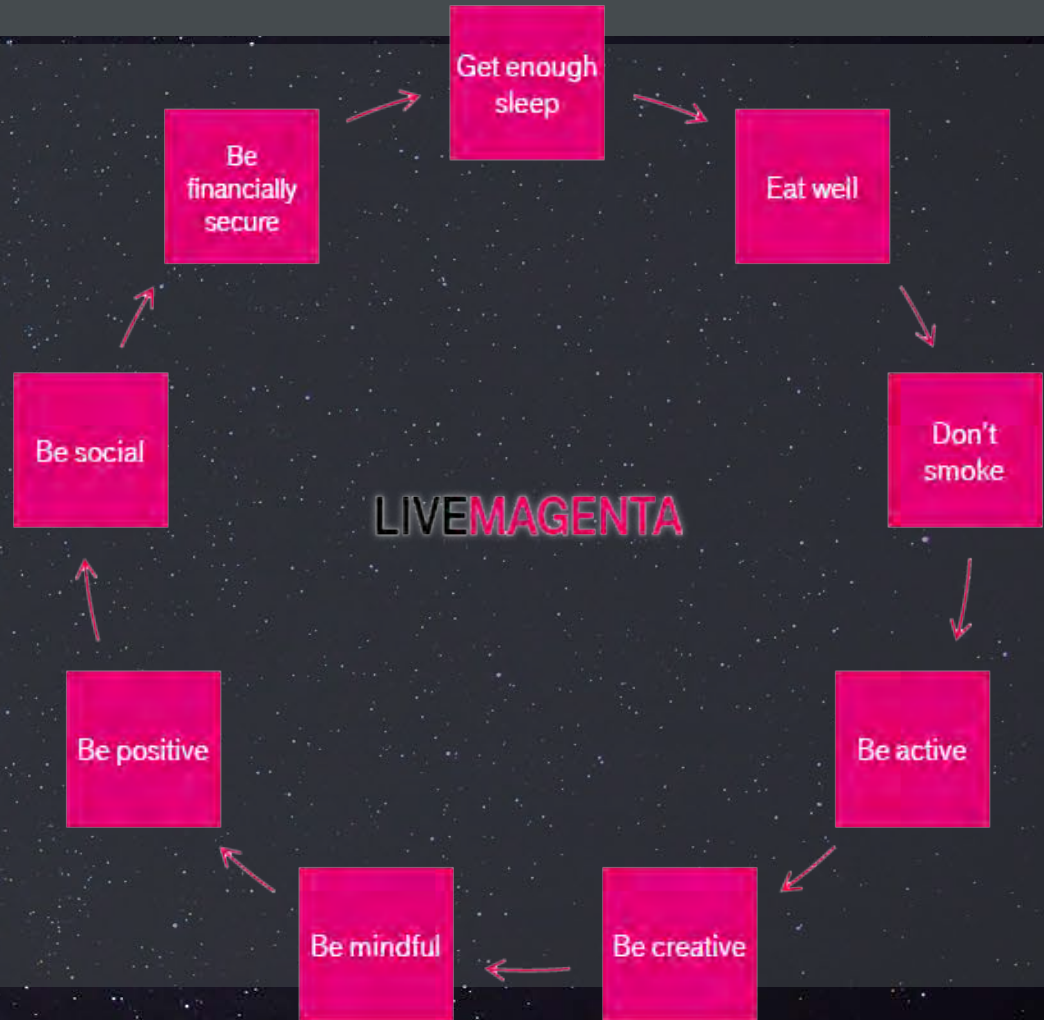 Get enough
sleep
Eat well
Don't
smoke
Be active
Be creative
Be mindful
Be positive
Be social
Be
financially
secure
LIVEMAGENTA